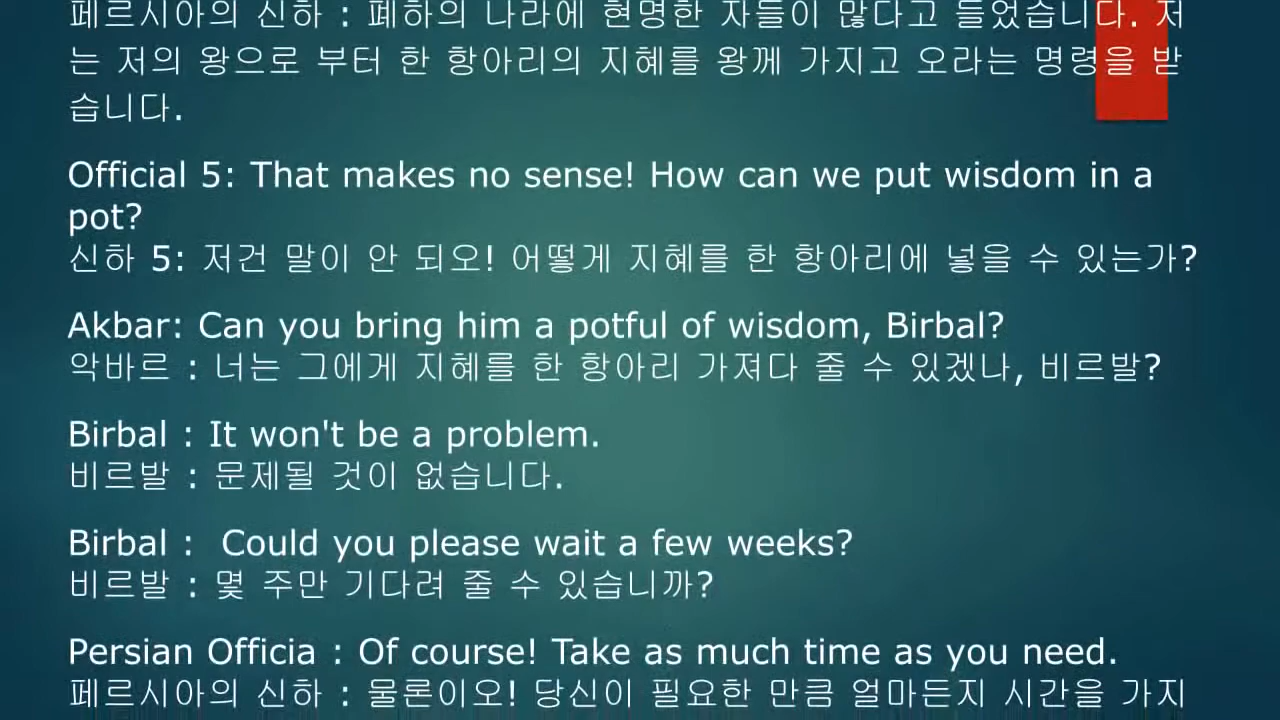 페르시아의 신하 : 폐하의 나라에 현명한 자들이 많다고 들었습니다. 저
는 저의 왕으로 부터 한 항아리의 지혜를 왕께 가지고 오라는 명령을 받
습니다.
Official 5: That makes no sense! How can we put wisdom in a
pot?
신하 5: 저건 말이 안 되오! 어떻게 지혜를 한 항아리에 넣을 수 있는가?
Akbar: Can you bring him a potful of wisdom, Birbal?
악바르 : 너는 그에게 지혜를 한 항아리 가져다 줄 수 있겠나, 비르발?
Birbal : It won't be a problem.
비르발 : 문제될 것이 없습니다.
Birbal :  Could you please wait a few weeks?
비르발 : 몇 주만 기다려 줄 수 있습니까?
Persian Officia : Of course! Take as much time as you need.
페르시아의 신하 : 물론이오! 당신이 필요한 만큼 얼마든지 시간을 가지